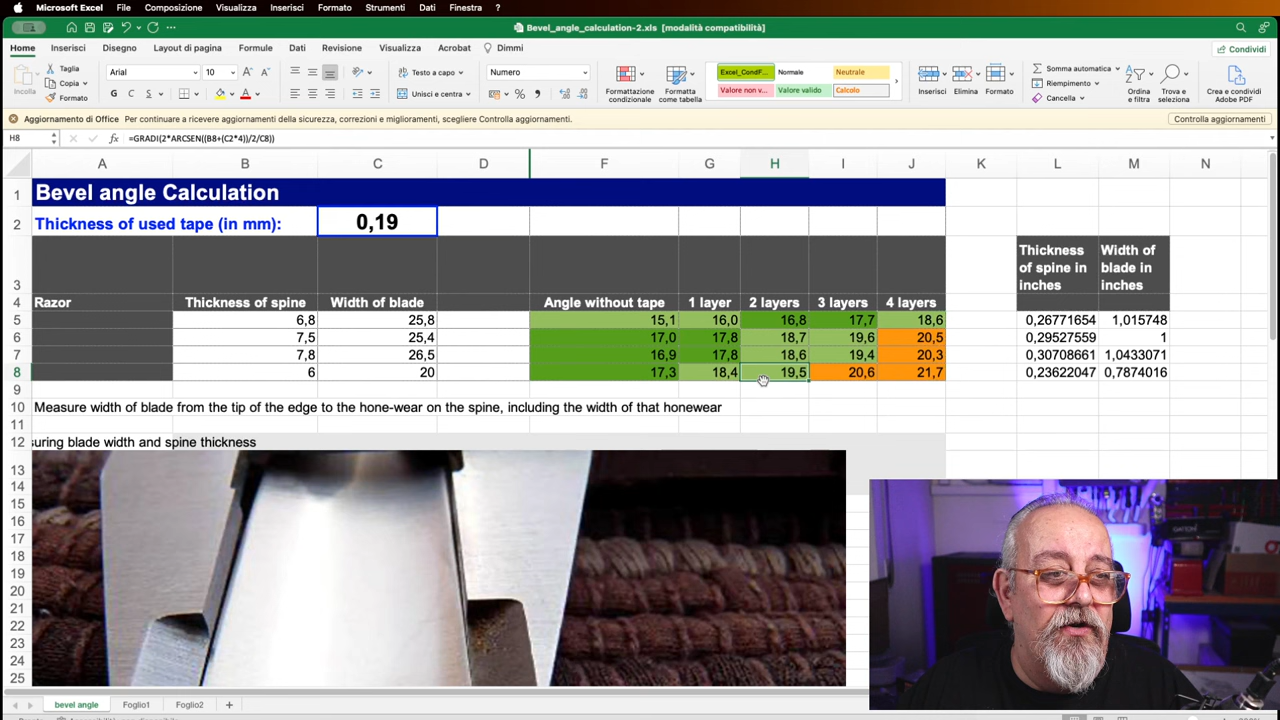 Microsoft Excel File Modifica Composizione Visualizza Inserisci Formato Strumenti Dati Finestra ?
Bevel_angle_calculation-2.xls [modalità compatibilità]
Home Inserisci Disegno Layout di pagina Formule Dati Revisione Visualizza Acrobat Dimmi
Condividi
Incolla
Taglia
Copia
Formato
Arial 10
G C S
Testo a capo
Unisci e centra
Numero
Formattazione condizionale
Formatta come tabella
Excel_CondF... Normale Neutrale
Valore non v... Valore valido Calcolo
Inserisci Elimina Formato
Somma automatica
Riempimento
Cancella
Ordina e filtra
Trova e seleziona
Crea e condividi Adobe PDF
Aggiornamento di Office Per continuare a ricevere aggiornamenti della sicurezza, correzioni e miglioramenti, scegliere Controlla aggiornamenti.
Controlla aggiornamenti
H8 fx =GRADI(2*ARCSEN((B8+(C2*4))/2/C8))
A B C D F G H I J K L M N
1 Bevel angle Calculation
2 Thickness of used tape (in mm): 0,19
3 Thickness of spine in inches Width of blade in inches
4 Razor Thickness of spine Width of blade Angle without tape 1 layer 2 layers 3 layers 4 layers
5 6,8 25,8 15,1 16,0 16,8 17,7 18,6 0,26771654 1,015748
6 7,5 25,4 17,0 17,8 18,7 19,6 20,5 0,29527559 1
7 7,8 26,5 16,9 17,8 18,6 19,4 20,3 0,30708661 1,0433071
8 6 20 17,3 18,4 19,5 20,6 21,7 0,23622047 0,7874016
9
10 Measure width of blade from the tip of the edge to the hone-wear on the spine, including the width of that honewear
11
12 suring blade width and spine thickness
13
14
15
16
17
18
19
20
21
22
23
24
25
bevel angle Foglio1 Foglio2 +